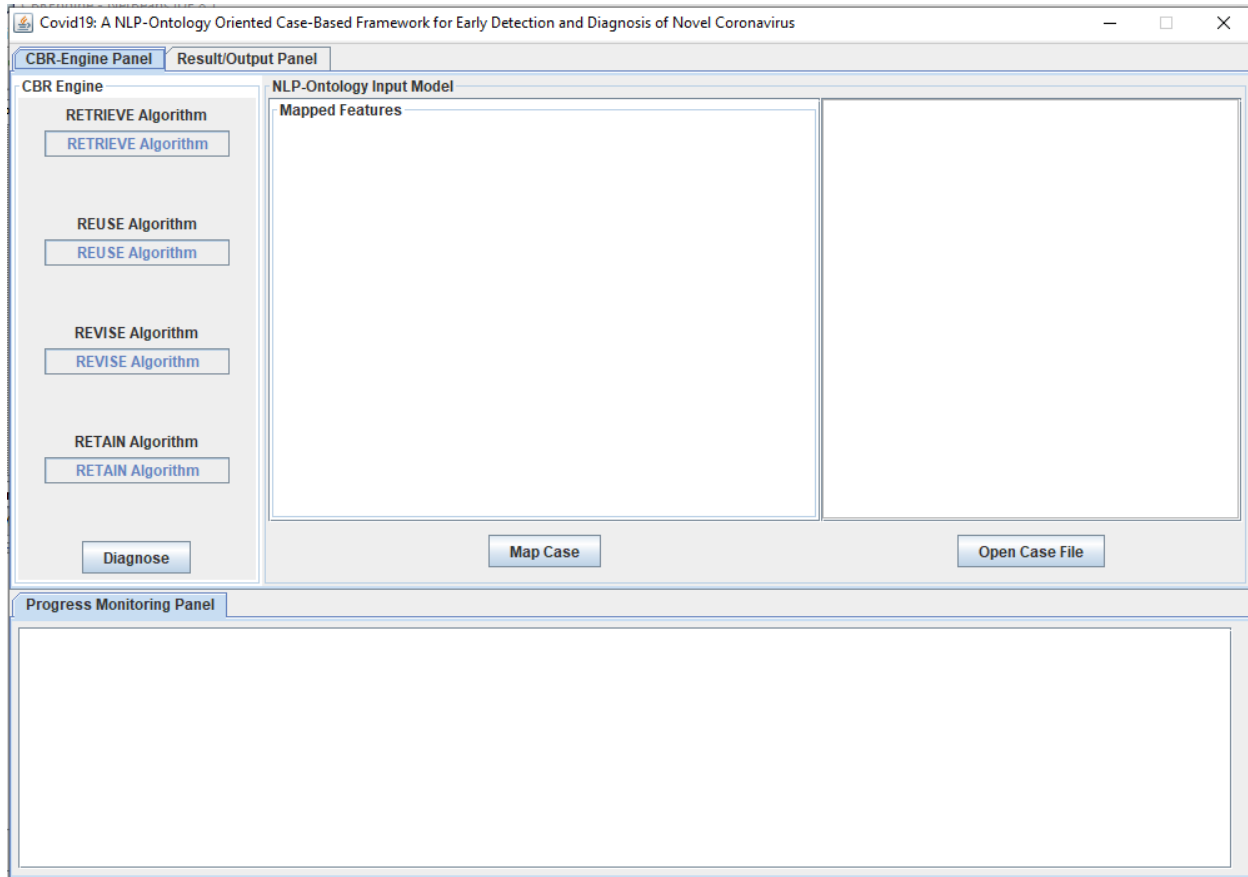 Covid19: A NLP-Ontology Oriented Case-Based Framework for Early Detection and Diagnosis of Novel Coronavirus
CBR-Engine Panel
Result/Output Panel
CBR Engine
RETRIEVE Algorithm
RETRIEVE Algorithm
REUSE Algorithm
REUSE Algorithm
REVISE Algorithm
REVISE Algorithm
RETAIN Algorithm
RETAIN Algorithm
Diagnose
NLP-Ontology Input Model
Mapped Features
Map Case
Open Case File
Progress Monitoring Panel